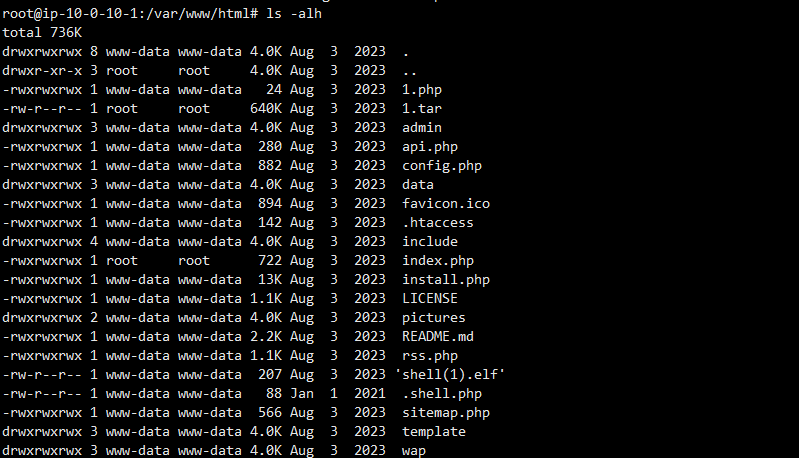 root@ip-10-0-10-1:/var/www/html# ls -alh
total 736K
drwxrwxrwx 8 www-data www-data 4.0K Aug  3  2023  .
drwxr-xr-x 3 root     root     4.0K Aug  3  2023  ..
-rwxrwxrwx 1 www-data www-data   24 Aug  3  2023  1.php
-rw-r--r-- 1 root     root     640K Aug  3  2023  1.tar
drwxrwxrwx 3 www-data www-data 4.0K Aug  3  2023  admin
-rwxrwxrwx 1 www-data www-data  280 Aug  3  2023  api.php
-rwxrwxrwx 1 www-data www-data  882 Aug  3  2023  config.php
drwxrwxrwx 3 www-data www-data 4.0K Aug  3  2023  data
-rwxrwxrwx 1 www-data www-data  894 Aug  3  2023  favicon.ico
-rwxrwxrwx 1 www-data www-data  142 Aug  3  2023  .htaccess
drwxrwxrwx 4 www-data www-data 4.0K Aug  3  2023  include
-rwxrwxrwx 1 root     root      722 Aug  3  2023  index.php
-rwxrwxrwx 1 www-data www-data  13K Aug  3  2023  install.php
-rwxrwxrwx 1 www-data www-data 1.1K Aug  3  2023  LICENSE
drwxrwxrwx 2 www-data www-data 4.0K Aug  3  2023  pictures
-rwxrwxrwx 1 www-data www-data 2.2K Aug  3  2023  README.md
-rwxrwxrwx 1 www-data www-data 1.1K Aug  3  2023  rss.php
-rw-r--r-- 1 www-data www-data  207 Aug  3  2023 'shell(1).elf'
-rw-r--r-- 1 www-data www-data   88 Jan  1  2021  .shell.php
-rwxrwxrwx 1 www-data www-data  566 Aug  3  2023  sitemap.php
drwxrwxrwx 3 www-data www-data 4.0K Aug  3  2023  template
drwxrwxrwx 3 www-data www-data 4.0K Aug  3  2023  wap